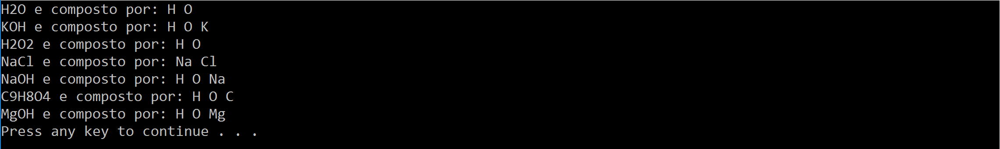 H2O e composto por: H O
KOH e composto por: H O K
H2O2 e composto por: H O
NaCl e composto por: Na Cl
NaOH e composto por: H O Na
C9H8O4 e composto por: H O C
MgOH e composto por: H O Mg
Press any key to continue . . .